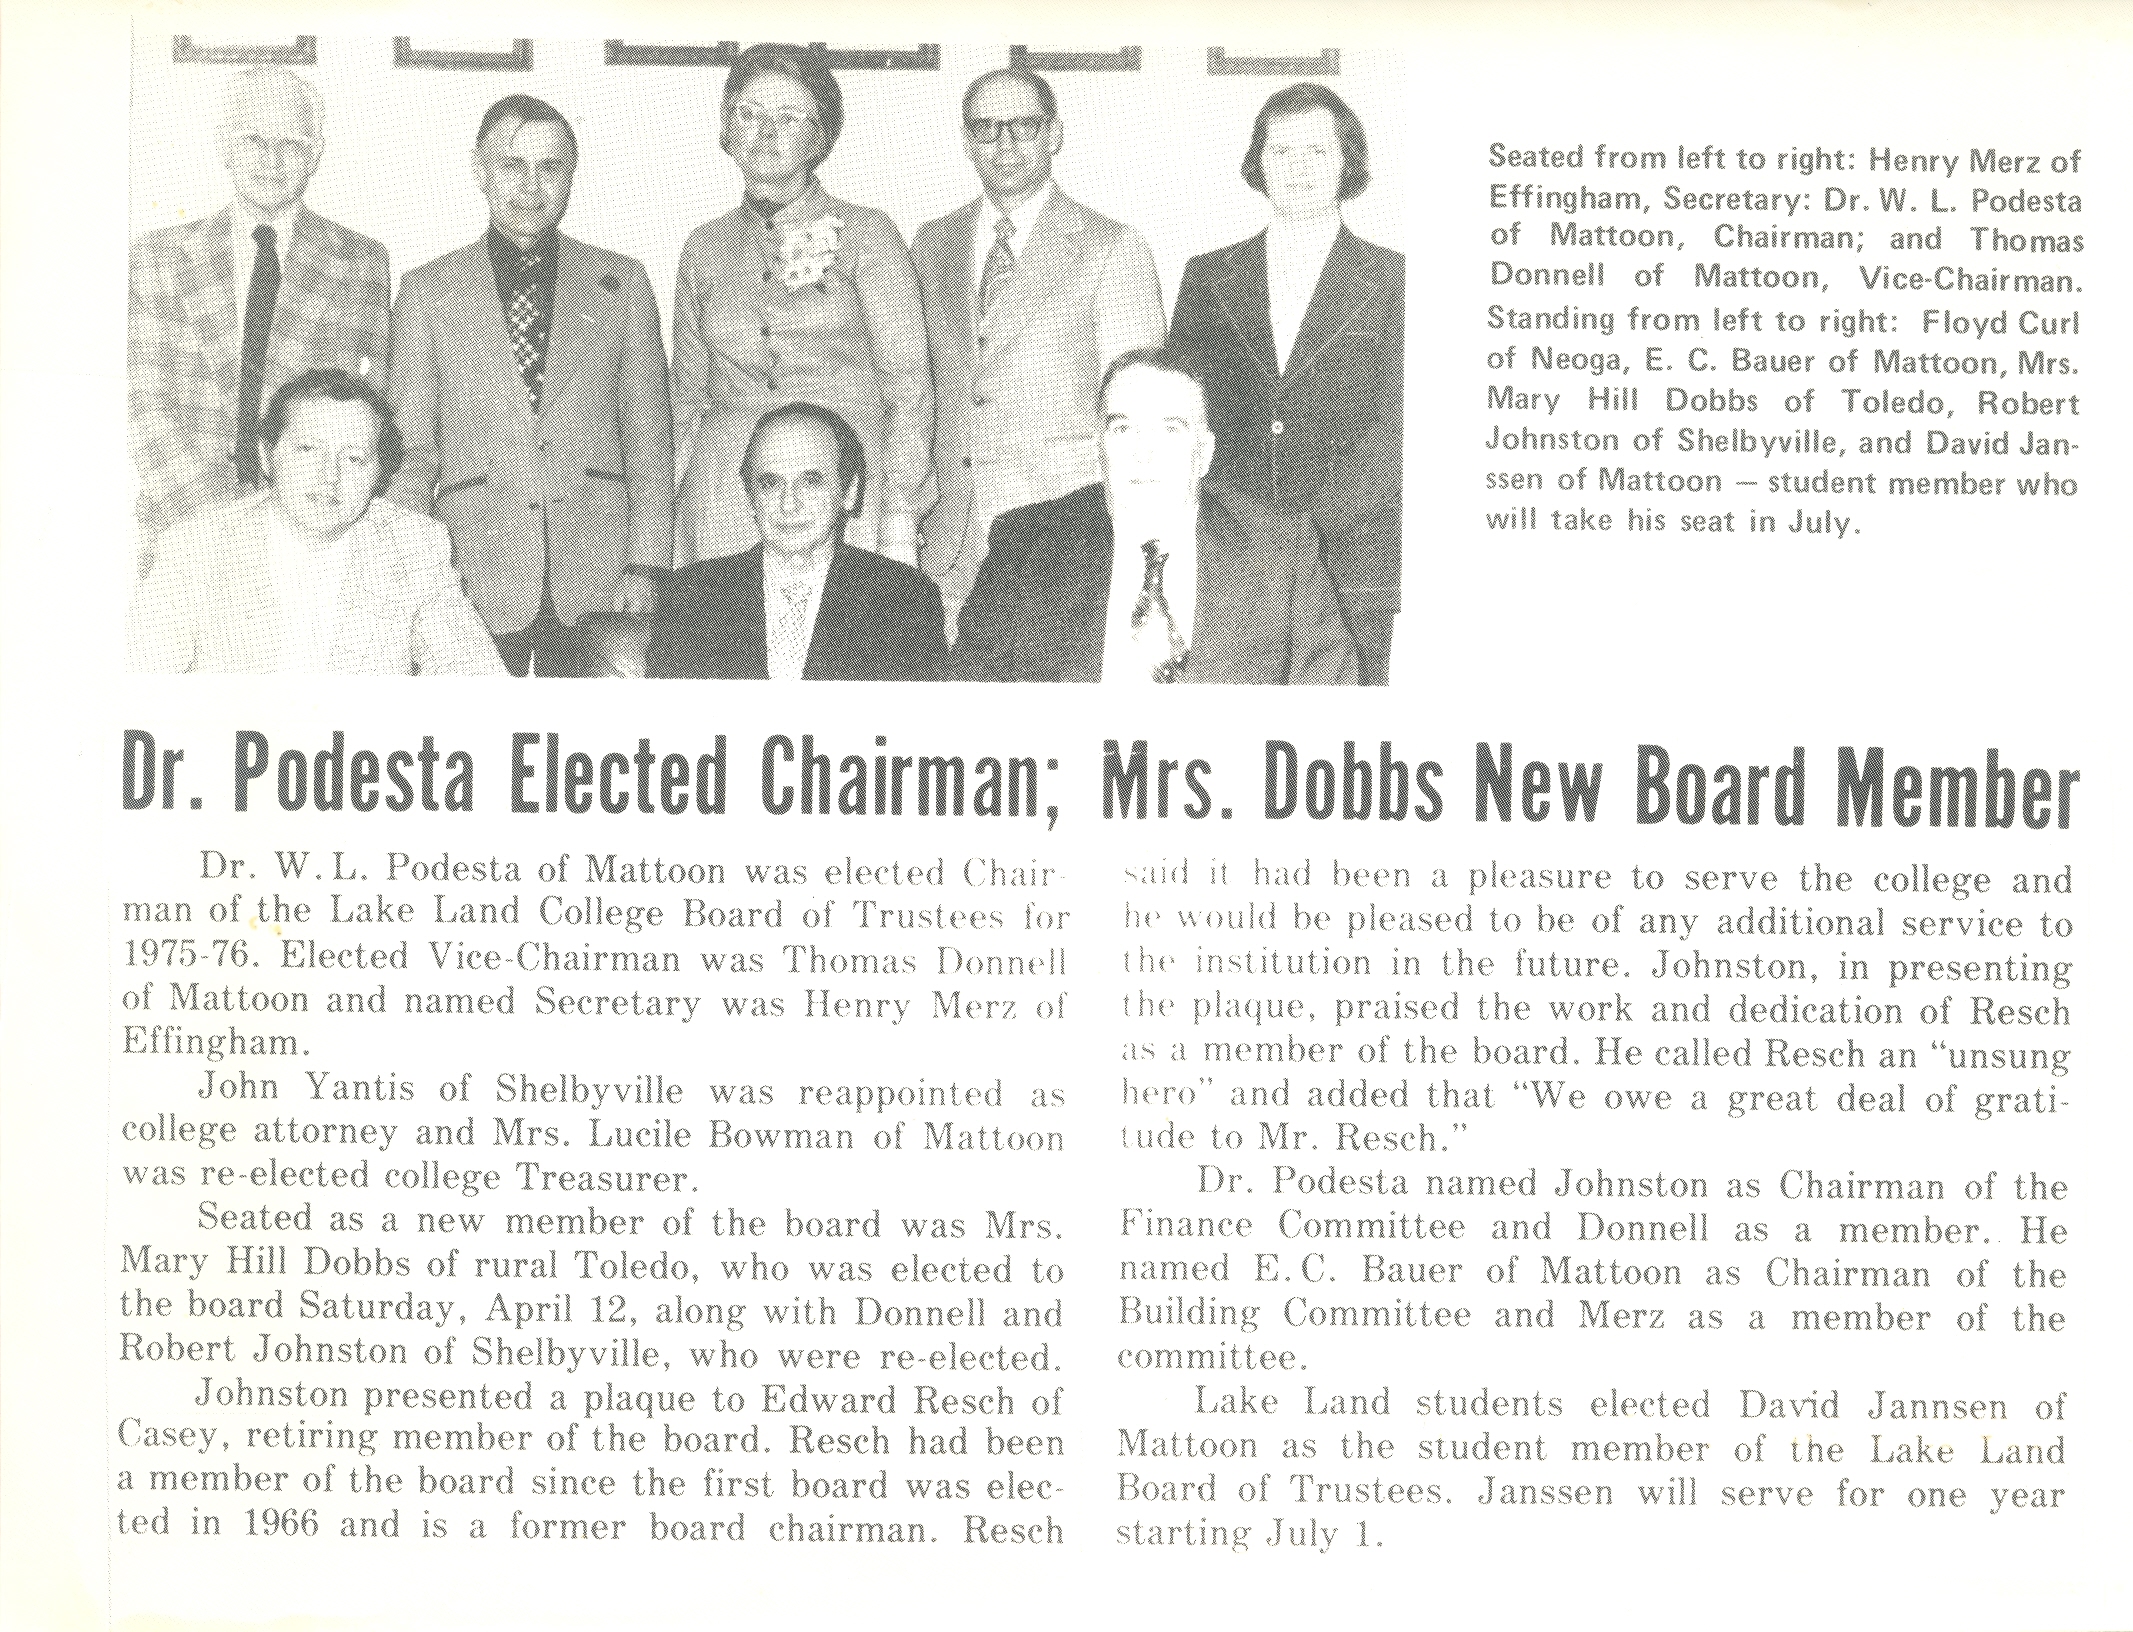 Seated from left to right: Henry Merz of
Effingham, Secretary: Dr. W. L. Podesta
of Mattoon, Chairman; and Thomas
Donnell of Mattoon, Vice-Chairman.
Standing from left to right: Floyd Curl
of Neoga, E. C. Bauer of Mattoon, Mrs.
Mary Hill Dobbs of Toledo, Robert
Johnston of Shelbyville, and David Jan-
ssen of Mattoon — student member who
will take his seat in July.
Dr. Podesta Elected Chairman; Mrs. Dobbs New Board Member
Dr. W. L. Podesta of Mattoon was elected Chair-
man of the Lake Land College Board of Trustees for
1975-76. Elected Vice-Chairman was Thomas Donnell
of Mattoon and named Secretary was Henry Merz of
Effingham.
John Yantis of Shelbyville was reappointed as
college attorney and Mrs. Lucile Bowman of Mattoon
was re-elected college Treasurer.
Seated as a new member of the board was Mrs.
Mary Hill Dobbs of rural Toledo, who was elected to
the board Saturday, April 12, along with Donnell and
Robert Johnston of Shelbyville, who were re-elected.
Johnston presented a plaque to Edward Resch of
Casey, retiring member of the board. Resch had been
a member of the board since the first board was elec-
ted in 1966 and is a former board chairman. Resch
said it had been a pleasure to serve the college and
he would be pleased to be of any additional service to
the institution in the future. Johnston, in presenting
the plaque, praised the work and dedication of Resch
as a member of the board. He called Resch an “unsung
hero” and added that “We owe a great deal of grati-
tude to Mr. Resch.”
Dr. Podesta named Johnston as Chairman of the
Finance Committee and Donnell as a member. He
named E. C. Bauer of Mattoon as Chairman of the
Building Committee and Merz as a member of the
committee.
Lake Land students elected David Jannsen of
Mattoon as the student member of the Lake Land
Board of Trustees. Janssen will serve for one year
starting July 1.